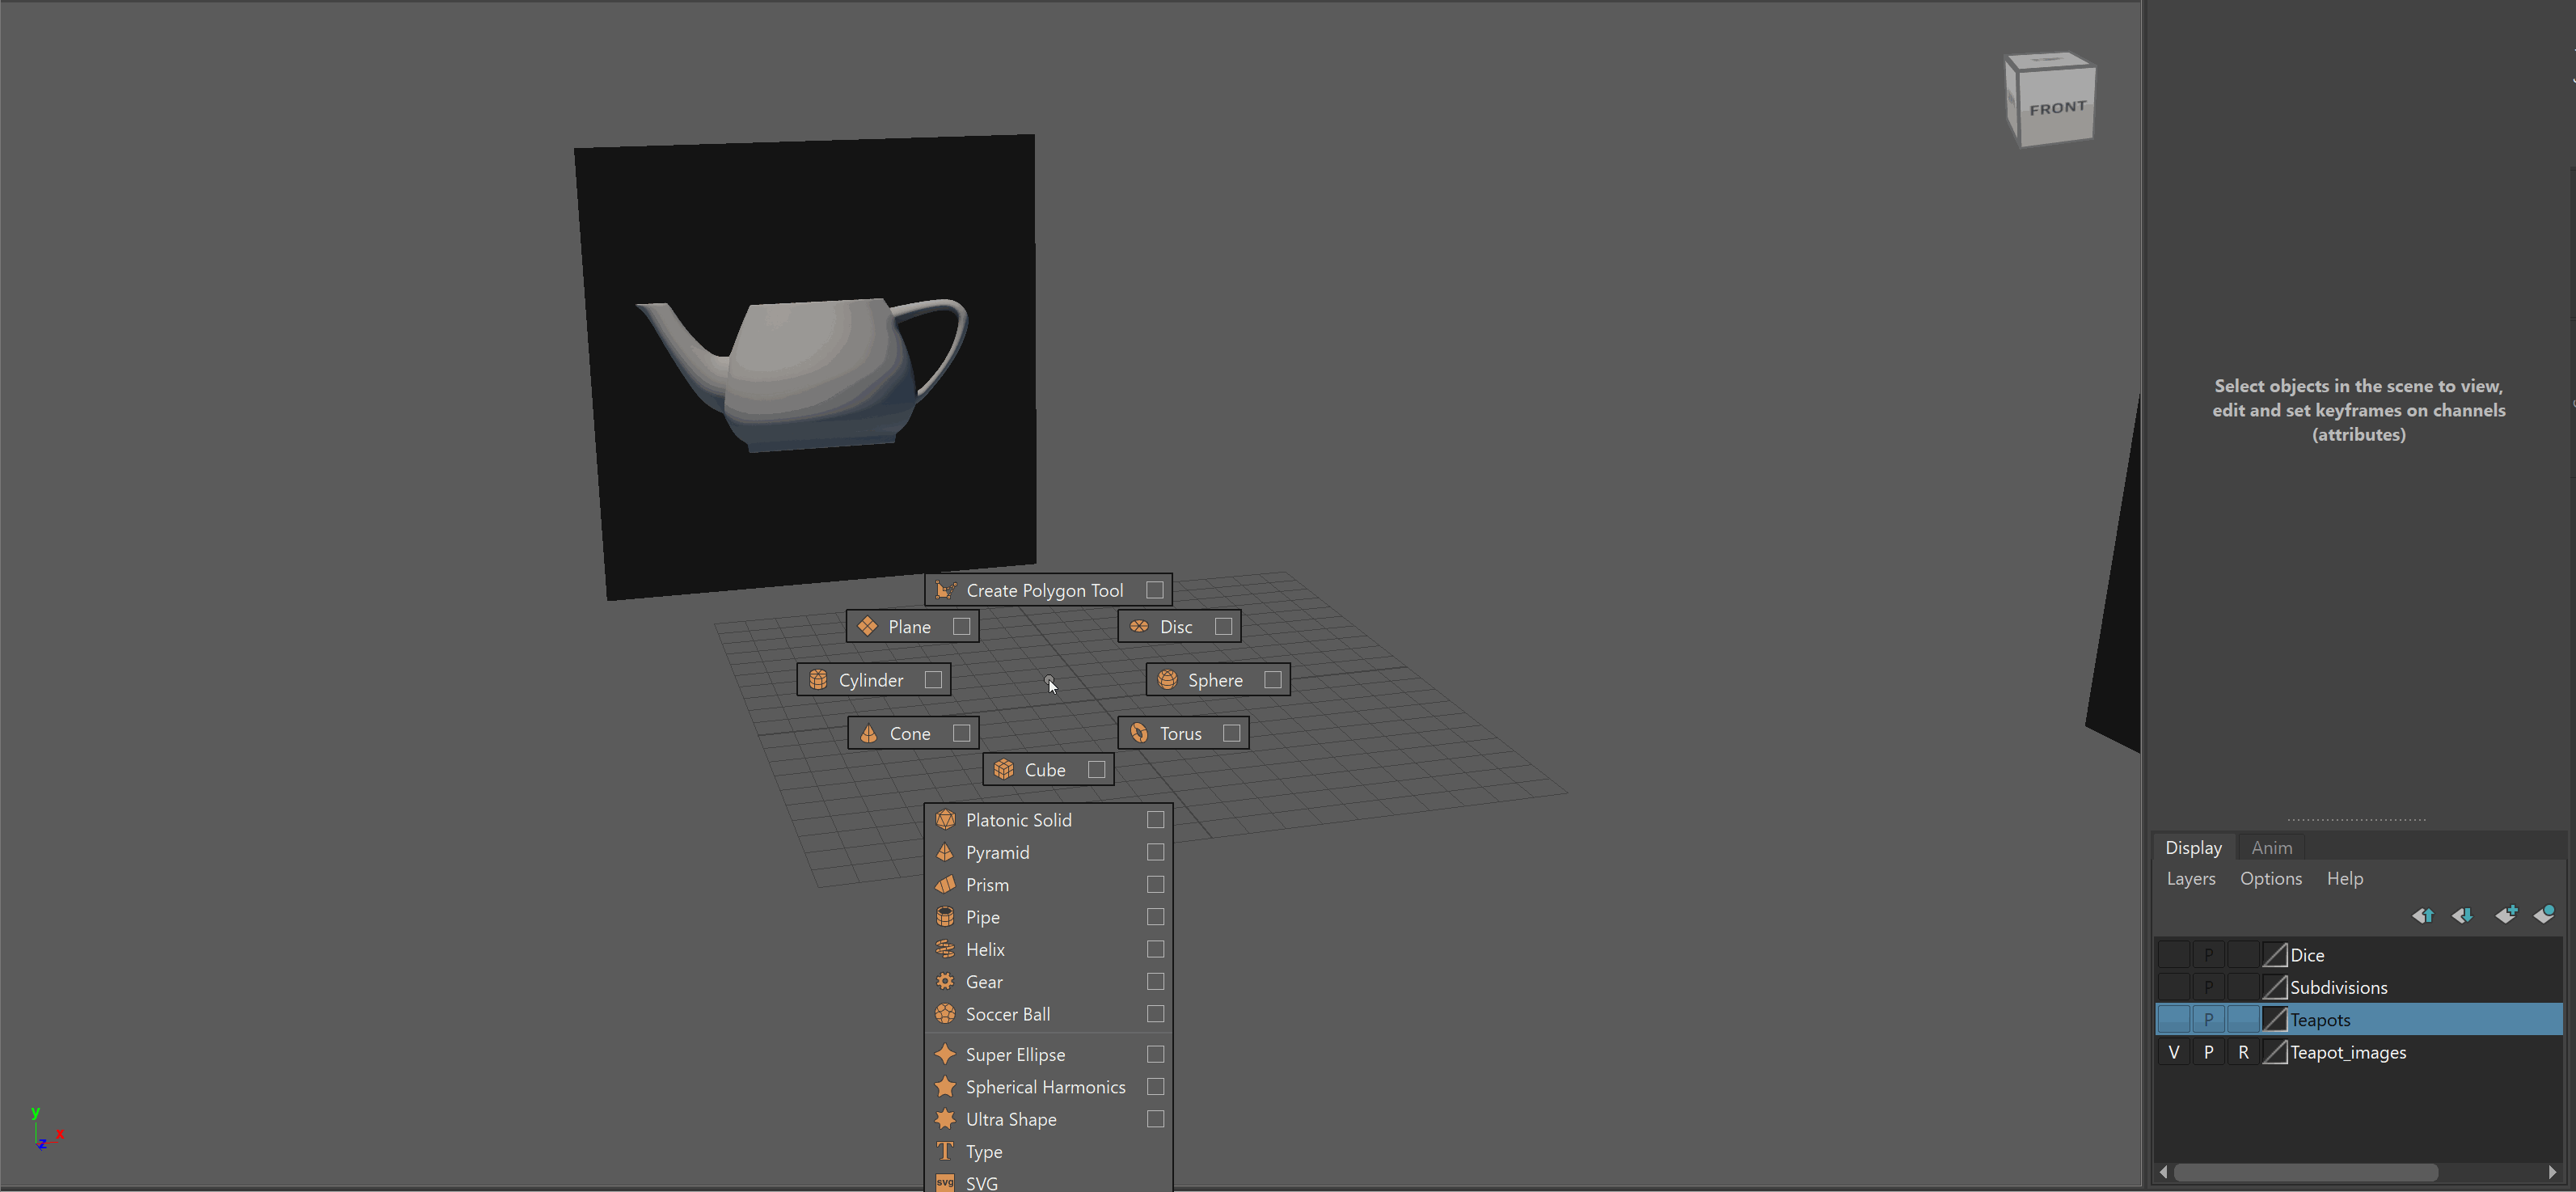 FRONT
Create Polygon Tool
Plane
Disc
Cylinder
Sphere
Cone
Torus
Cube
Platonic Solid
Pyramid
Prism
Pipe
Helix
Gear
Soccer Ball
Super Ellipse
Spherical Harmonics
Ultra Shape
Type
svg SVG
y
x
z
Select objects in the scene to view,
edit and set keyframes on channels
(attributes)
Display Anim
Layers Options Help
P Dice
P Subdivisions
P Teapots
V P R Teapot_images